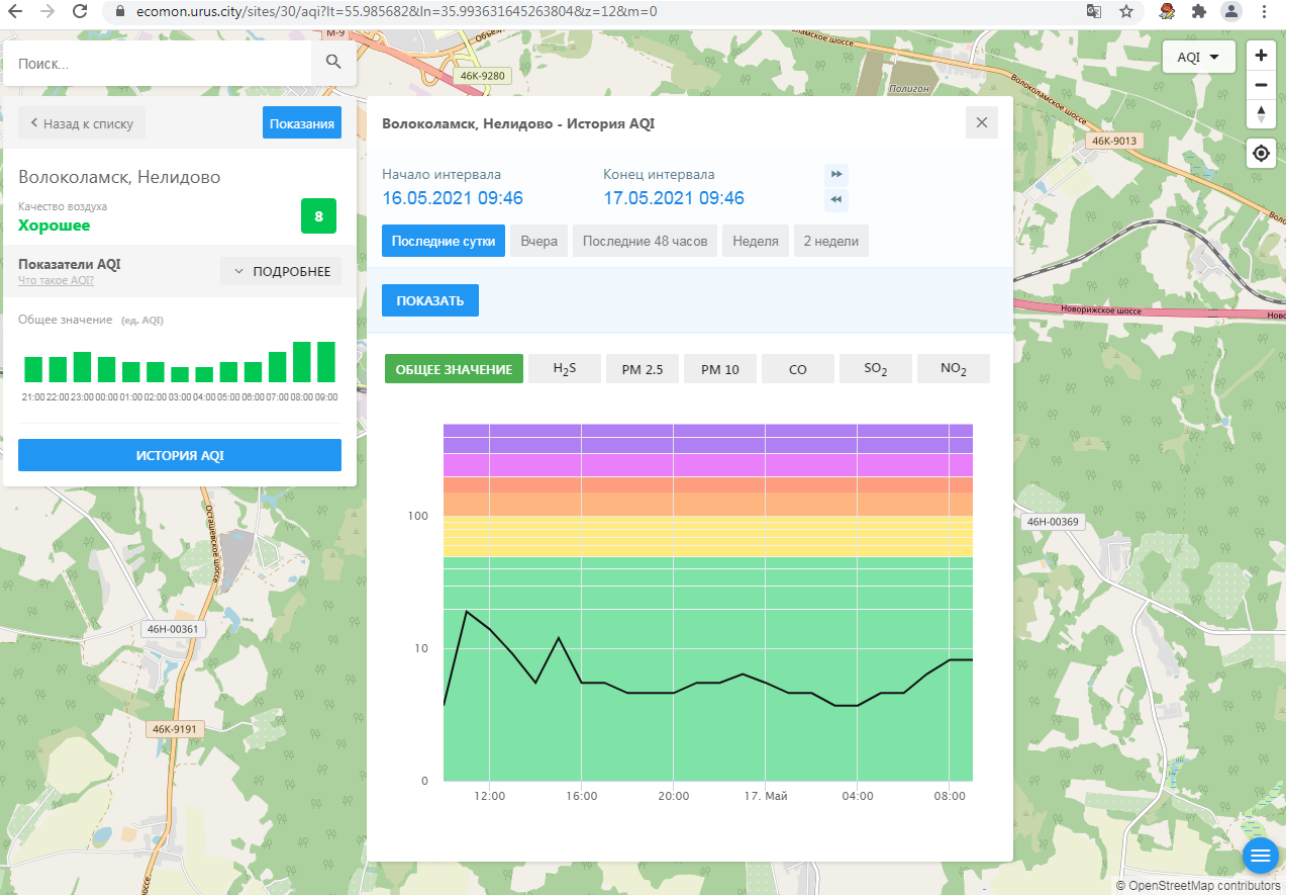 ecomon.urus.city/sites/30/aqi?lt=55.985682&ln=35.993631645263804&z=12&m=0
М-9
Волоколамское шоссе
Поиск...
46К-9280
Полигон
AQI
Волоколамское шоссе
46К-9013
Назад к списку
Показания
Волоколамск, Нелидово - История AQI
Волоколамск, Нелидово
Качество воздуха
Хорошее
8
Начало интервала
Конец интервала
16.05.2021 09:46
17.05.2021 09:46
Последние сутки
Вчера
Последние 48 часов
Неделя
2 недели
Показатели AQI
Что такое AQI?
ПОДРОБНЕЕ
ПОКАЗАТЬ
Новорижское шоссе
Общее значение (ед. AQI)
21:00 22:00 23:00 00:00 01:00 02:00 03:00 04:00 05:00 06:00 07:00 08:00 09:00
ИСТОРИЯ AQI
ОБЩЕЕ ЗНАЧЕНИЕ
H2S
PM 2.5
PM 10
CO
SO2
NO2
100
10
0
12:00
16:00
20:00
17. Май
04:00
08:00
Осташевское шоссе
46Н-00369
46Н-00361
46К-9191
© OpenStreetMap contributors